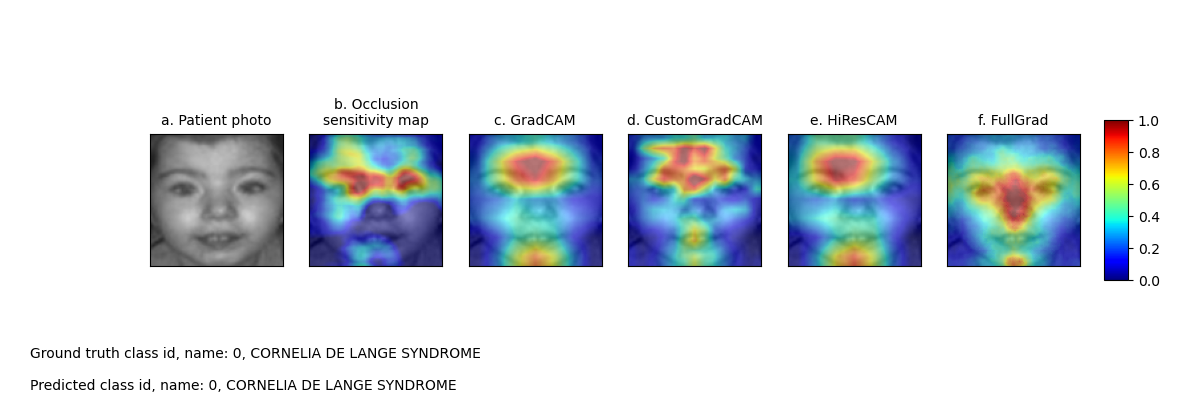 b. Occlusion
a. Patient photo sensitivity map c. GradCAM d. CustomGradCAM e. HiResCAM f. FullGrad
1.0
0.8
0.6
0.4
0.2
0.0
Ground truth class id, name: 0, CORNELIA DE LANGE SYNDROME
Predicted class id, name: 0, CORNELIA DE LANGE SYNDROME